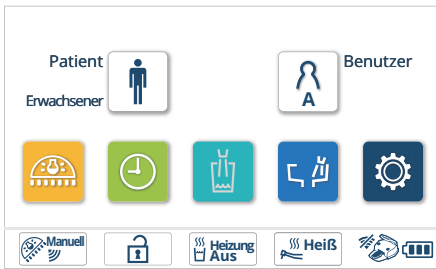 Patient
Benutzer
Erwachsener
A
Manuell
Heizung
Aus
Heiß